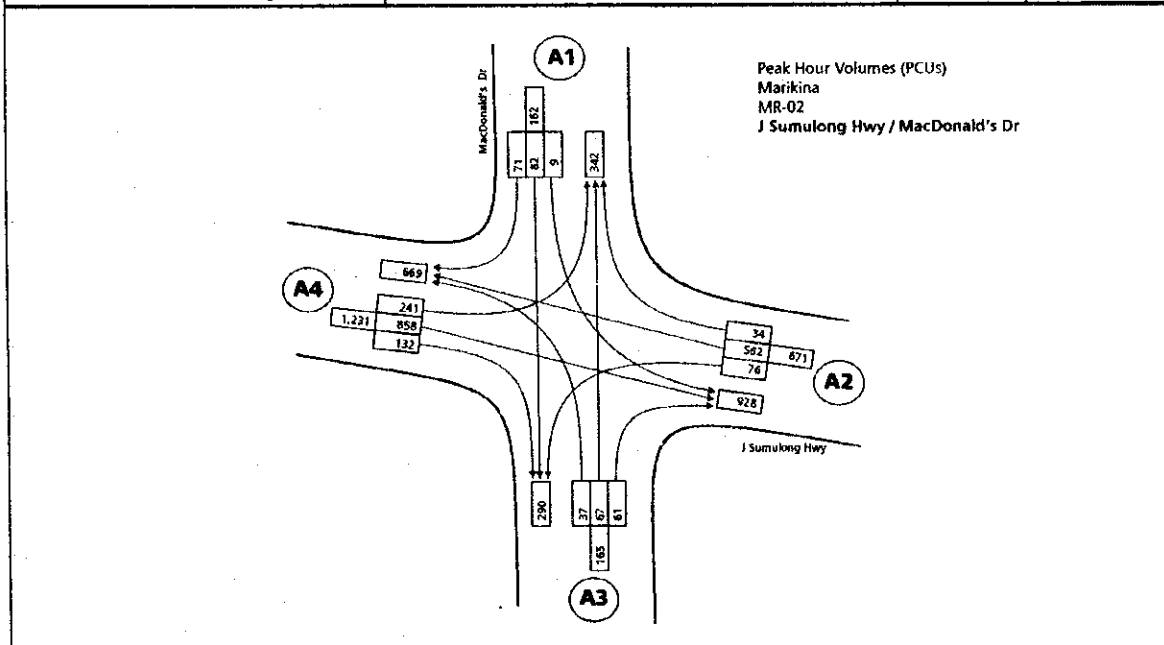 A1
Peak Hour Volumes (PCUs)
Marikina
MR-02
J Sumulong Hwy / MacDonald's Dr
MacDonald's Dr
162
71
82
9
342
669
A4
241
1,231
858
132
34
562
671
76
A2
928
J Sumulong Hwy
290
37
67
61
165
A3